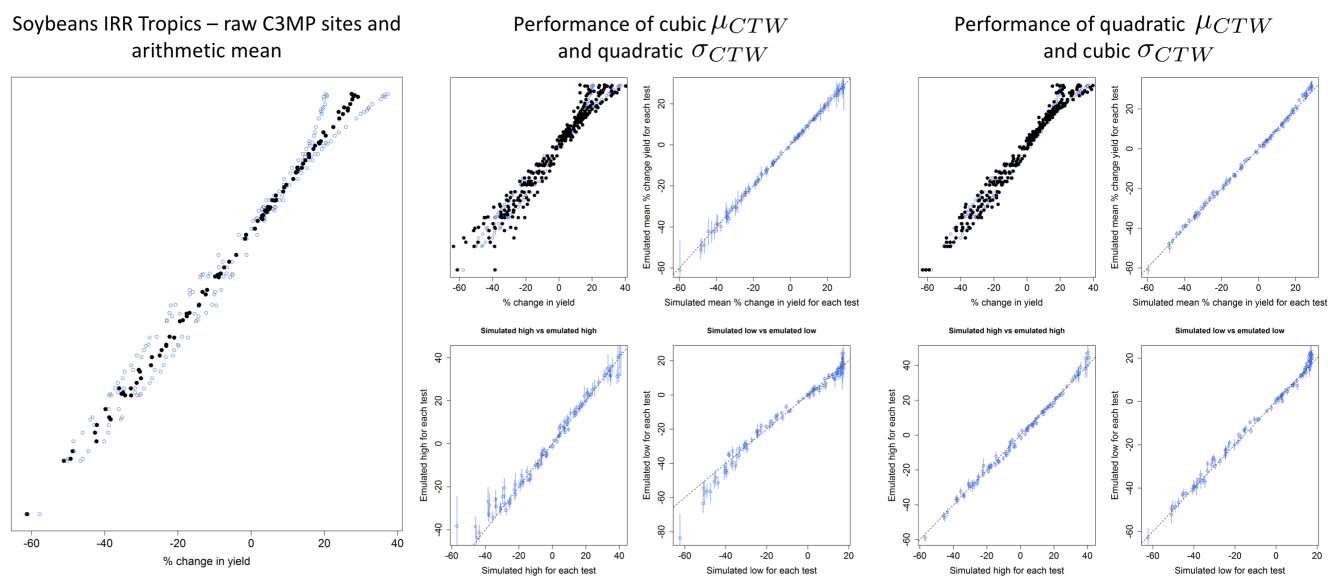 Soybeans IRR Tropics – raw C3MP sites and
arithmetic mean
-60 -40 -20 0 20 40
% change in yield
Performance of cubic μCTW
and quadratic σCTW
-60 -40 -20 0 20 40
% change in yield
Emulated mean % change yield for each test
20
0
-20
-40
-60
-60 -40 -20 0 20
Simulated mean % change in yield for each test
Simulated high vs emulated high
Emulated high for each test
40
20
0
-20
-40
-60 -40 -20 0 20 40
Simulated high for each test
Simulated low vs emulated low
Emulated low for each test
20
0
-20
-40
-60
-80
-60 -40 -20 0 20
Simulated low for each test
Performance of quadratic μCTW
and cubic σCTW
-60 -40 -20 0 20 40
% change in yield
Emulated mean % change yield for each test
20
0
-20
-40
-60
-60 -40 -20 0 20
Simulated mean % change in yield for each test
Simulated high vs emulated high
Emulated high for each test
40
20
0
-20
-40
-60
-60 -40 -20 0 20 40
Simulated high for each test
Simulated low vs emulated low
Emulated low for each test
20
0
-20
-40
-60
-60 -40 -20 0 20
Simulated low for each test